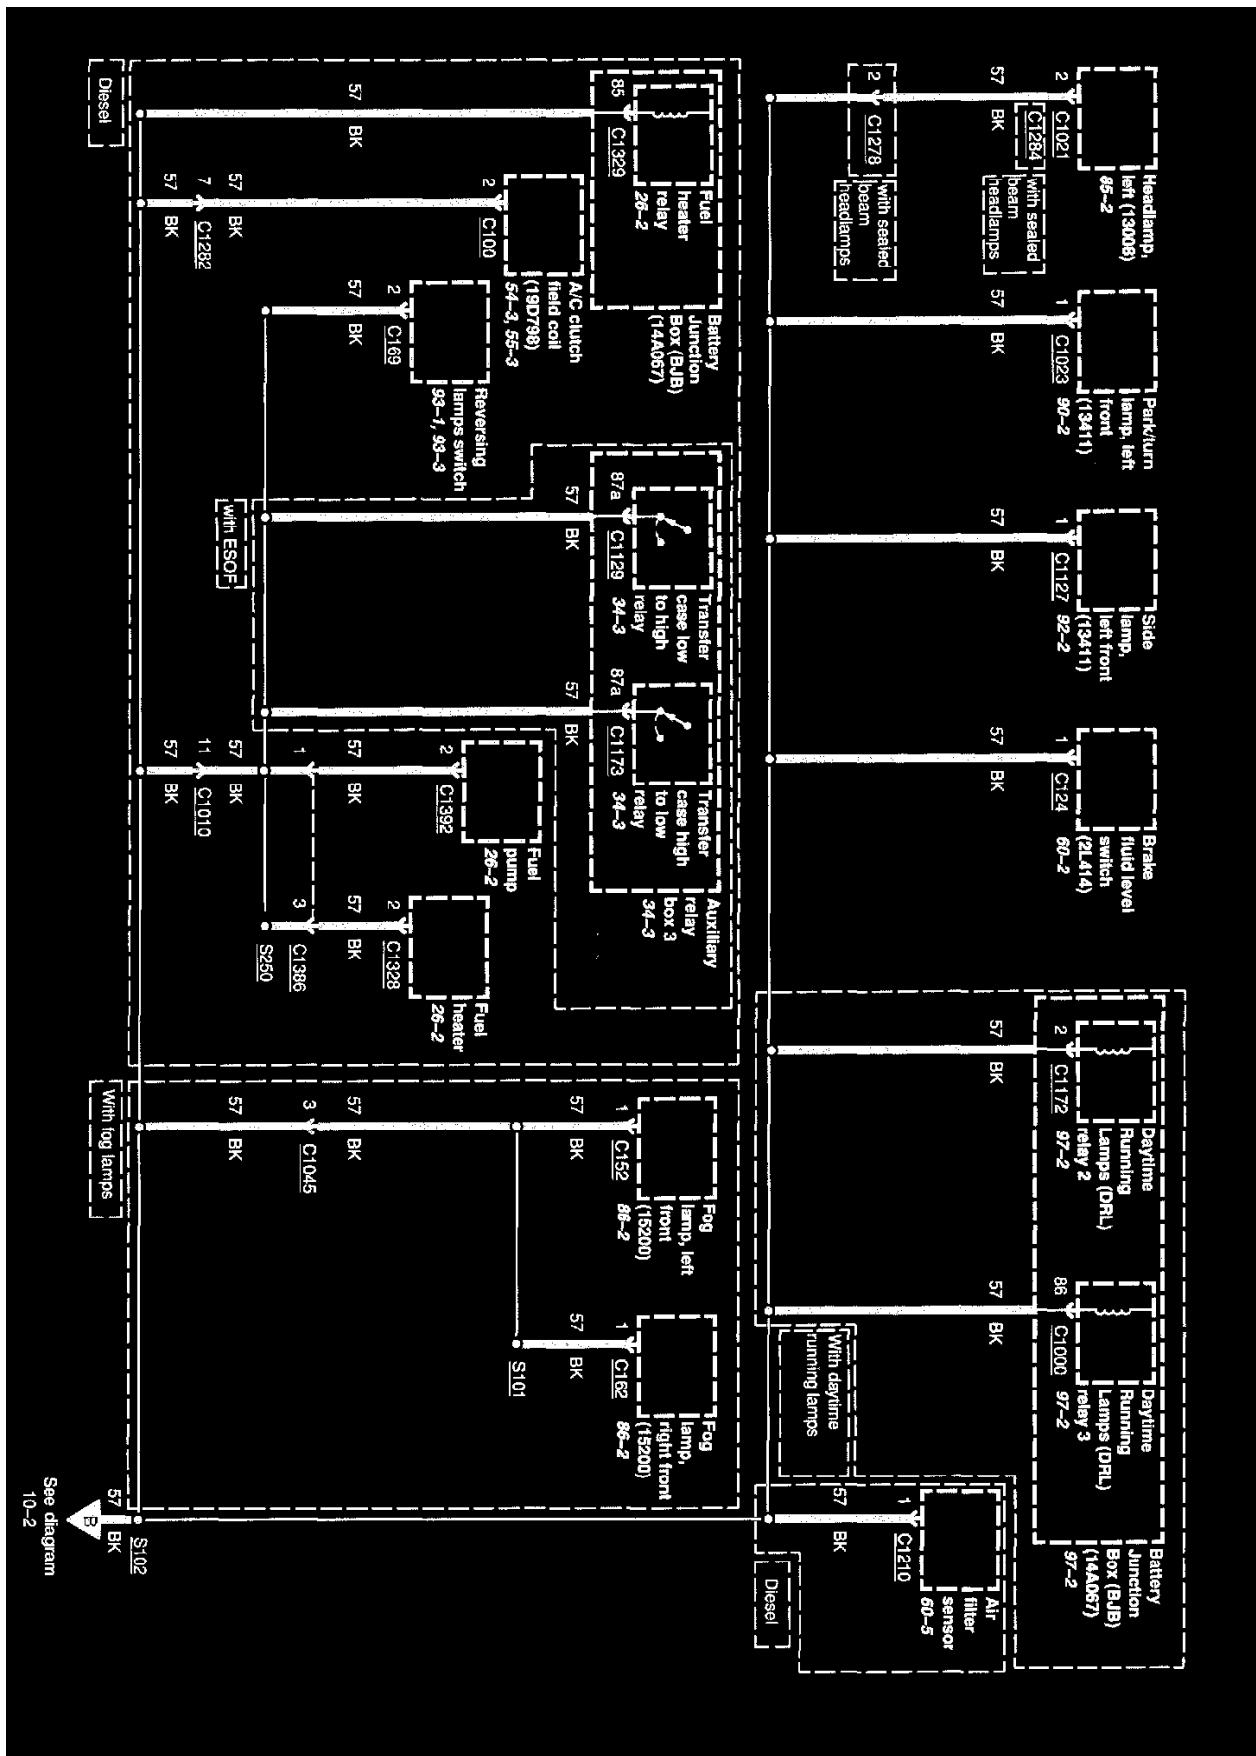 Headlamp,
left (13008)
85–2
2
C1021
C1284
57
BK
with sealed
beam
headlamps
2
C1278
with sealed
beam
headlamps
Park/turn
lamp, left
front
(13411)
90–2
1
C1023
57
BK
Side
lamp,
left front
(13411)
92–2
1
C1127
57
BK
Brake
fluid level
switch
(2L414)
60–2
1
C124
57
BK
Daytime
Running
Lamps (DRL)
relay 2
97–2
2
C1172
57
BK
Daytime
Running
Lamps (DRL)
relay 3
97–2
86
C1000
57
BK
Battery
Junction
Box (BJB)
(14A067)
97–2
With daytime
running lamps
Air
filter
sensor
60–5
1
C1210
57
BK
Diesel
Fuel
heater
relay
26–2
85
C1329
57
BK
Battery
Junction
Box (BJB)
(14A067)
A/C clutch
field coil
(19D798)
54–3, 55–3
2
C100
57
BK
7
C1282
57
BK
Reversing
lamps switch
93–1, 93–3
2
C169
57
BK
Transfer
case low
to high
relay
34–3
87a
C1129
57
BK
Transfer
case high
to low
relay
34–3
87a
C1173
57
BK
Auxiliary
relay
box 3
34–3
with ESOF
Fuel
pump
26–2
2
C1392
57
BK
1
57
BK
11
C1010
57
BK
Fuel
heater
26–2
2
C1328
57
BK
3
C1386
S250
Diesel
Fog
lamp, left
front
(15200)
86–2
1
C152
57
BK
57
BK
3
C1045
57
BK
Fog
lamp,
right front
(15200)
86–2
1
C162
57
BK
S101
With fog lamps
S102
57
BK
B
See diagram
10–2